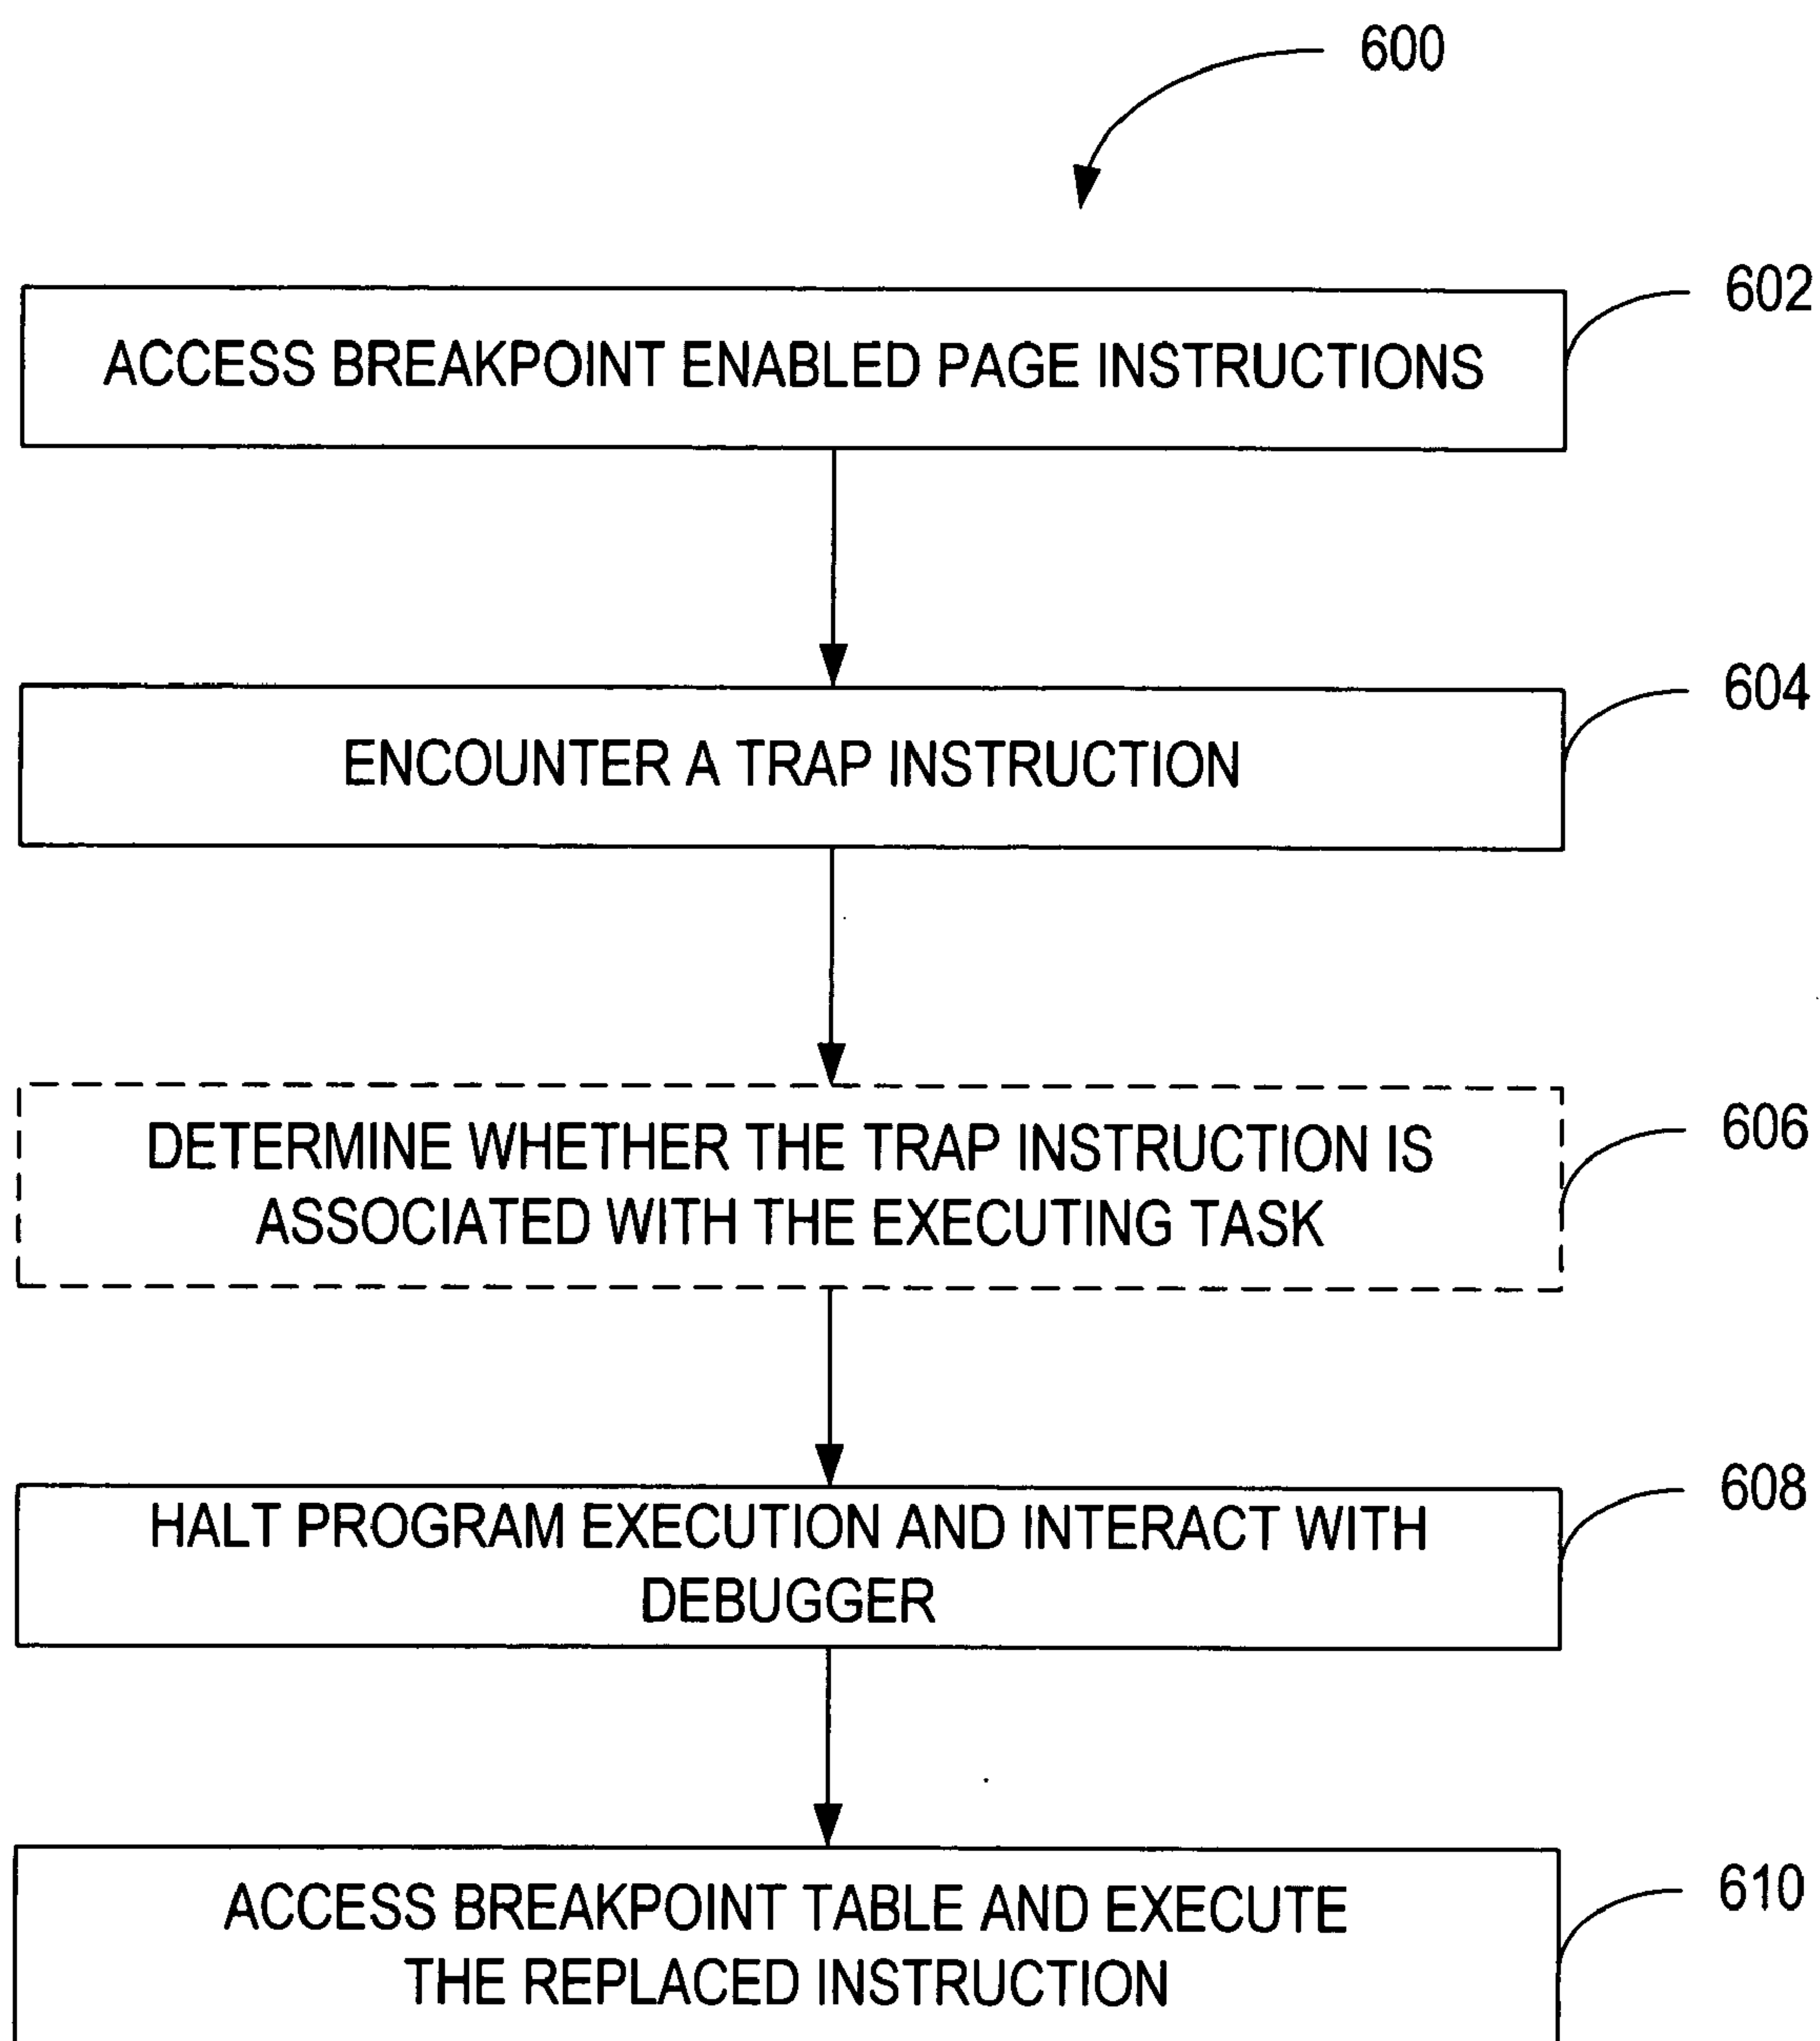 600
602
ACCESS BREAKPOINT ENABLED PAGE INSTRUCTIONS
604
ENCOUNTER A TRAP INSTRUCTION
606
DETERMINE WHETHER THE TRAP INSTRUCTION IS
ASSOCIATED WITH THE EXECUTING TASK
608
HALT PROGRAM EXECUTION AND INTERACT WITH
DEBUGGER
610
ACCESS BREAKPOINT TABLE AND EXECUTE
THE REPLACED INSTRUCTION